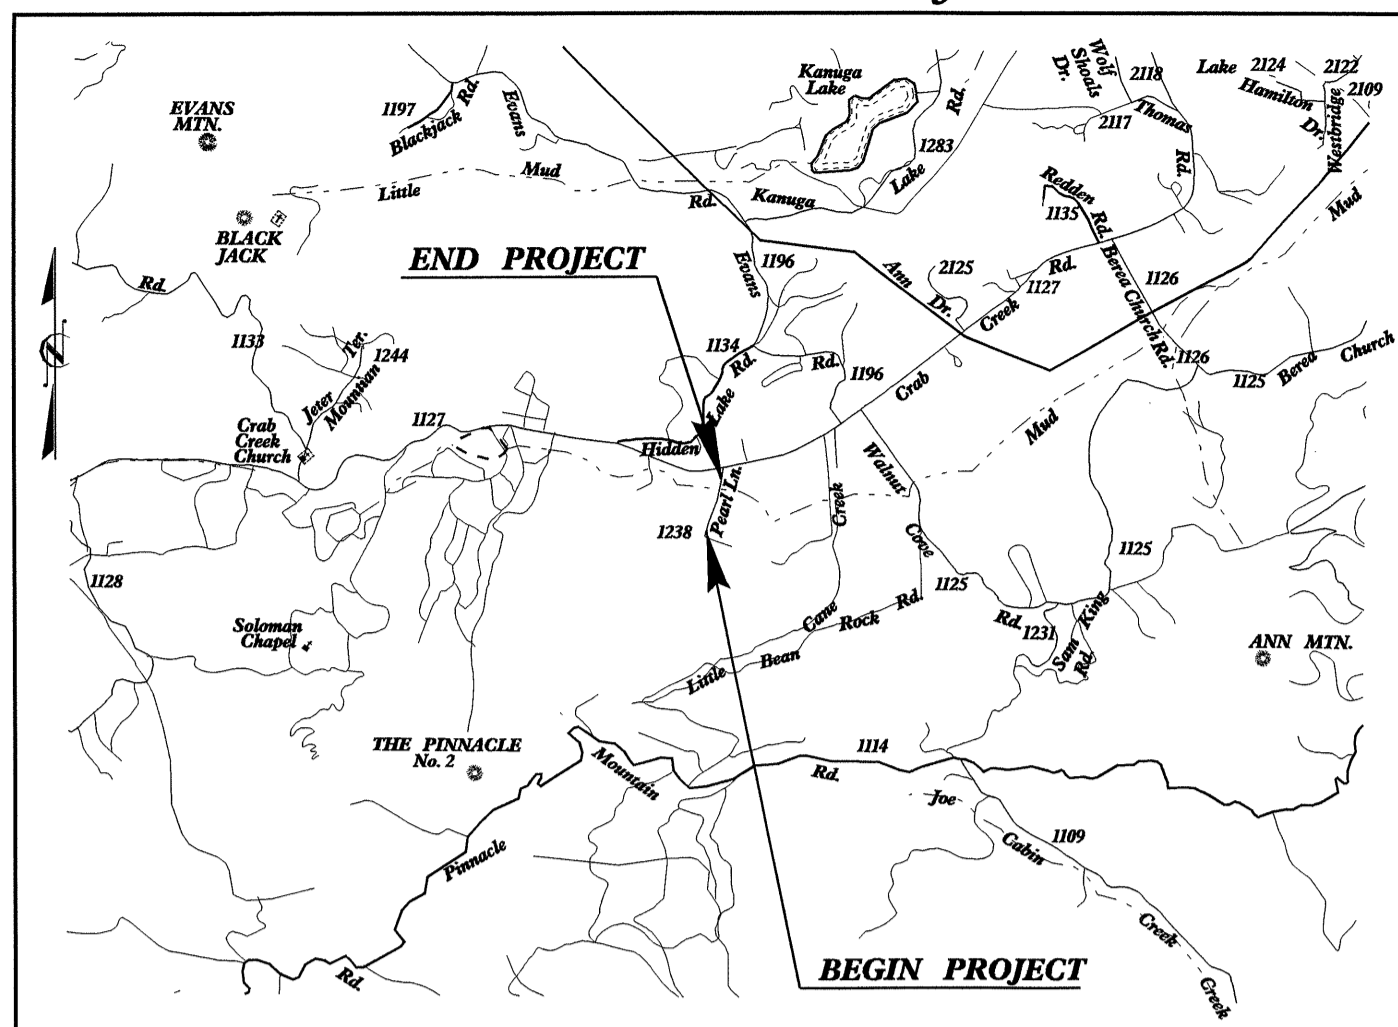 Kanuga
Lake
Wolf
Shoals
Dr.
2118
Lake
2124
2122
2109
Hamilton
Dr.
Westbridge
EVANS
MTN.
1197
Blackjack Rd.
Evans
Rd.
2117
Thomas
Rd.
1283
Lake
Little
Mud
Rd.
Kanuga
Redden
Rd.
1135
Mud
BLACK
JACK
END PROJECT
Evans
1196
Ann
Dr.
2125
Creek
Rd.
1127
Berea Church Rd.
1126
Rd.
N
1133
Jeter
Mountian
Ter.
1244
1134
Rd.
Lake
Rd.
1196
Crab
1126
1125
Berea
Church
Crab
Creek
Church
1127
Hidden
Mud
Walnur
Pearl Ln.
1238
Creek
Cove
1125
1125
1128
Soloman
Chapel
Cane
Rock
Rd.
Rd.
1231
Sam
King
Rd.
ANN MTN.
Little
Bean
THE PINNACLE
No. 2
Mountain
1114
Rd.
Joe
1109
Cabin
Pinnacle
Creek
Rd.
BEGIN PROJECT
Creek